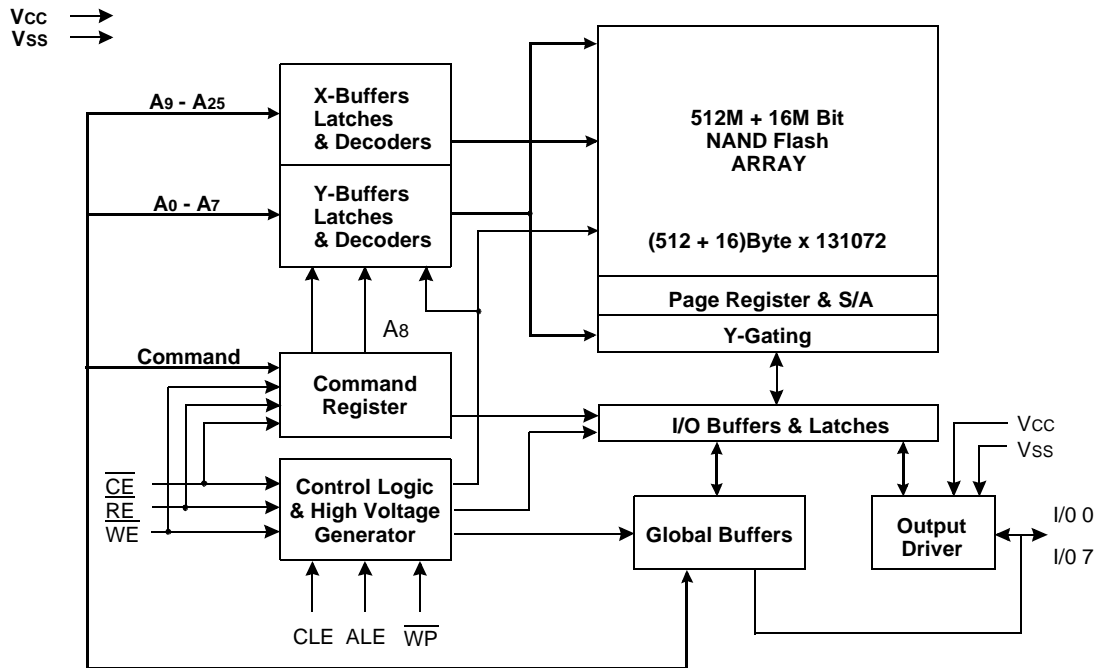 VCC
VSS
A9 - A25
X-Buffers
Latches
& Decoders
A0 - A7
Y-Buffers
Latches
& Decoders
512M + 16M Bit
NAND Flash
ARRAY
(512 + 16)Byte x 131072
Page Register & S/A
Y-Gating
A8
Command
Command
Register
I/O Buffers & Latches
VCC
VSS
CE
RE
WE
Control Logic
& High Voltage
Generator
Global Buffers
Output
Driver
I/0 0
I/0 7
CLE
ALE
WP